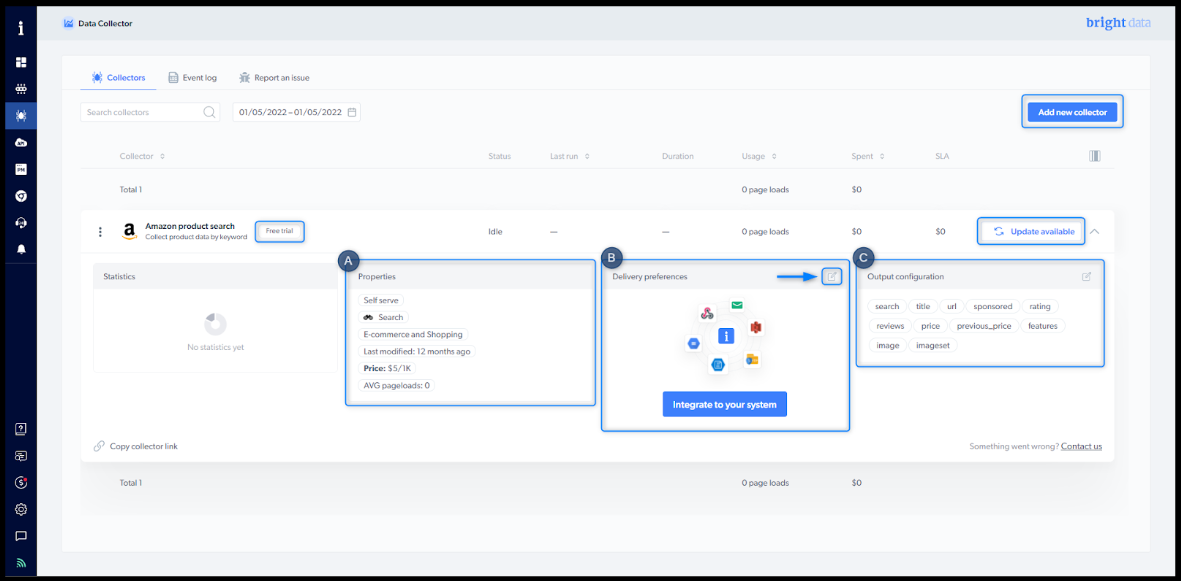 Data Collector
bright data
Collectors
Event log
Report an issue
Search collectors
01/05/2022 – 01/05/2022
Add new collector
Collector
Status
Last run
Duration
Usage
Spent
SLA
Total 1
0 page loads
$0
Amazon product search
Collect product data by keyword
Free trial
Idle
—
—
0 page loads
$0
$0
Update available
A
B
C
Statistics
No statistics yet
Properties
Self serve
Search
E-commerce and Shopping
Last modified: 12 months ago
Price: $5/1K
AVG pageloads: 0
Delivery preferences
Integrate to your system
Output configuration
search
title
url
sponsored
rating
reviews
price
previous_price
features
image
imageset
Copy collector link
Something went wrong? Contact us
Total 1
0 page loads
$0